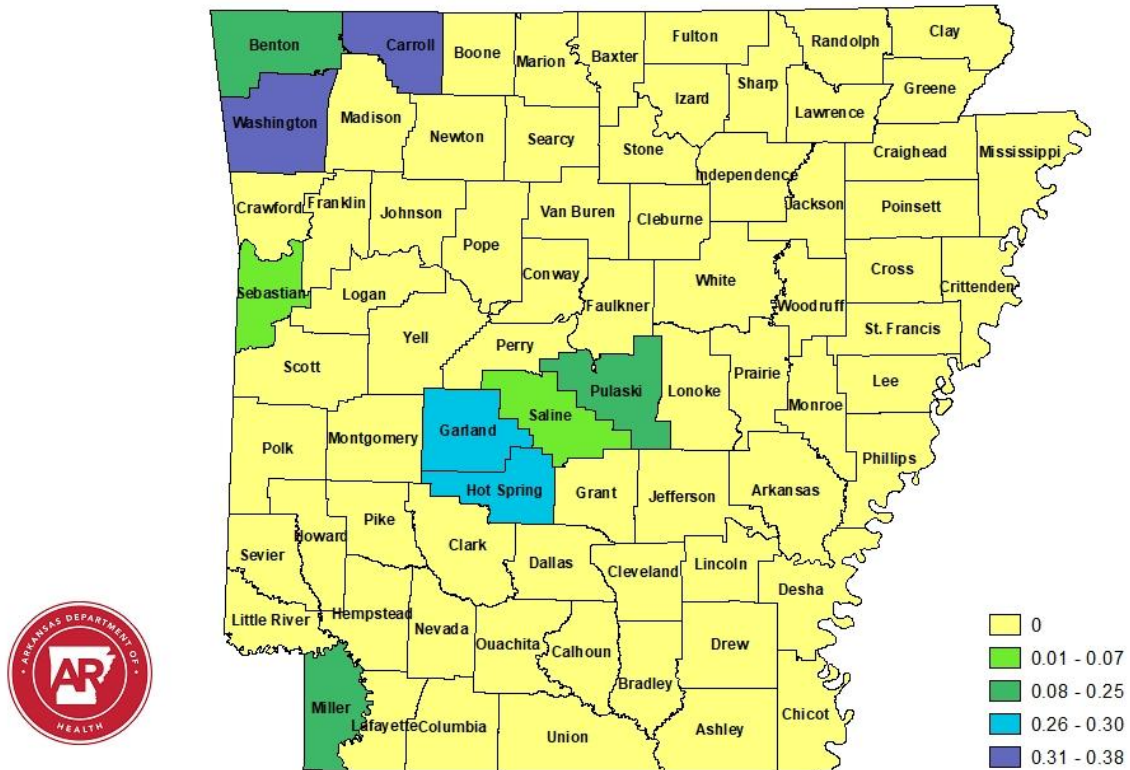 Benton
Carroll
Boone
Marion
Baxter
Fulton
Randolph
Clay
Sharp
Izard
Greene
Lawrence
Washington
Madison
Newton
Searcy
Stone
Independence
Craighead
Mississippi
Crawford
Franklin
Johnson
Pope
Van Buren
Cleburne
Jackson
Poinsett
Sebastian
Logan
Conway
Faulkner
White
Woodruff
Cross
Crittenden
St. Francis
Scott
Yell
Perry
Pulaski
Lonoke
Prairie
Monroe
Lee
Saline
Garland
Montgomery
Polk
Phillips
Hot Spring
Grant
Jefferson
Arkansas
Howard
Pike
Clark
Sevier
Dallas
Cleveland
Lincoln
Desha
Little River
Hempstead
Nevada
Ouachita
Calhoun
Drew
Bradley
Miller
Lafayette
Columbia
Union
Ashley
Chicot
ARKANSAS DEPARTMENT OF
AR
HEALTH
0
0.01 - 0.07
0.08 - 0.25
0.26 - 0.30
0.31 - 0.38